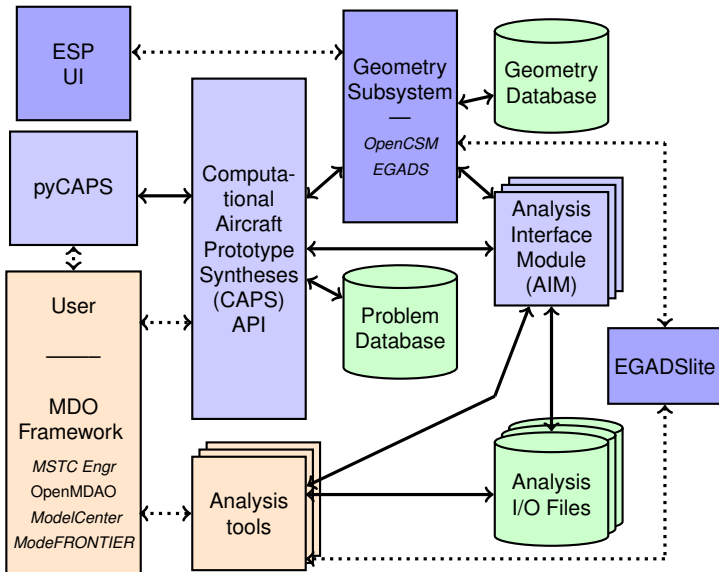 ESP
UI
Geometry
Subsystem
—
OpenCSM
EGADS
Geometry
Database
pyCAPS
Computa-
tional
Aircraft
Prototype
Syntheses
(CAPS)
API
Analysis
Interface
Module
(AIM)
Problem
Database
User
MDO
Framework
MSTC Engr
OpenMDAO
ModelCenter
ModeFRONTIER
EGADSlite
Analysis
tools
Analysis
I/O Files